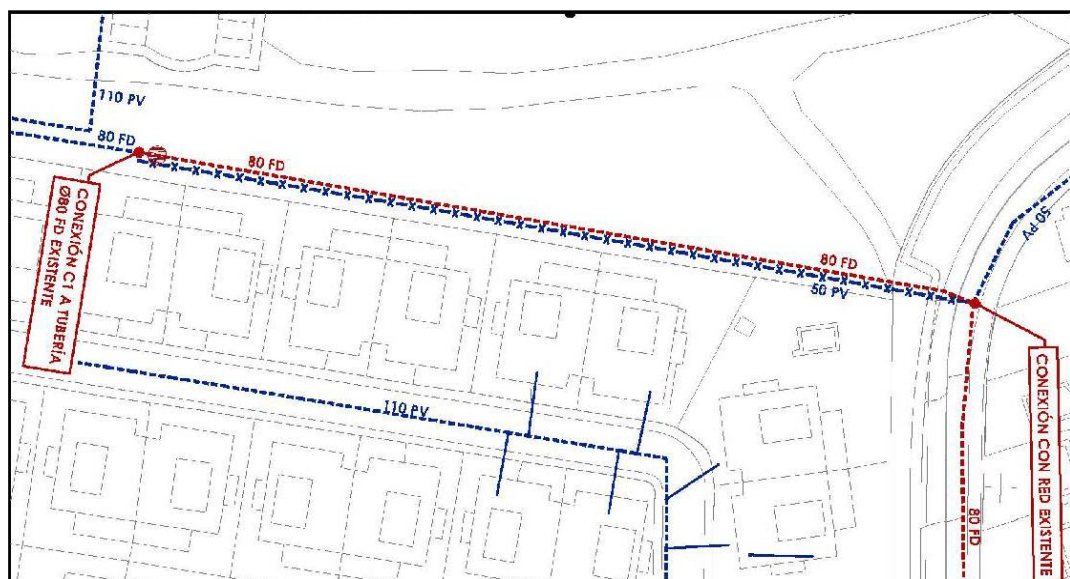 110 PV
80 FD
80 FD
80 FD
50 PV
50 PV
CONEXIÓN C1 A TUBERÍA
Ø80 FD EXISTENTE
110 PV
CONEXIÓN CON RED EXISTENTE
80 FD